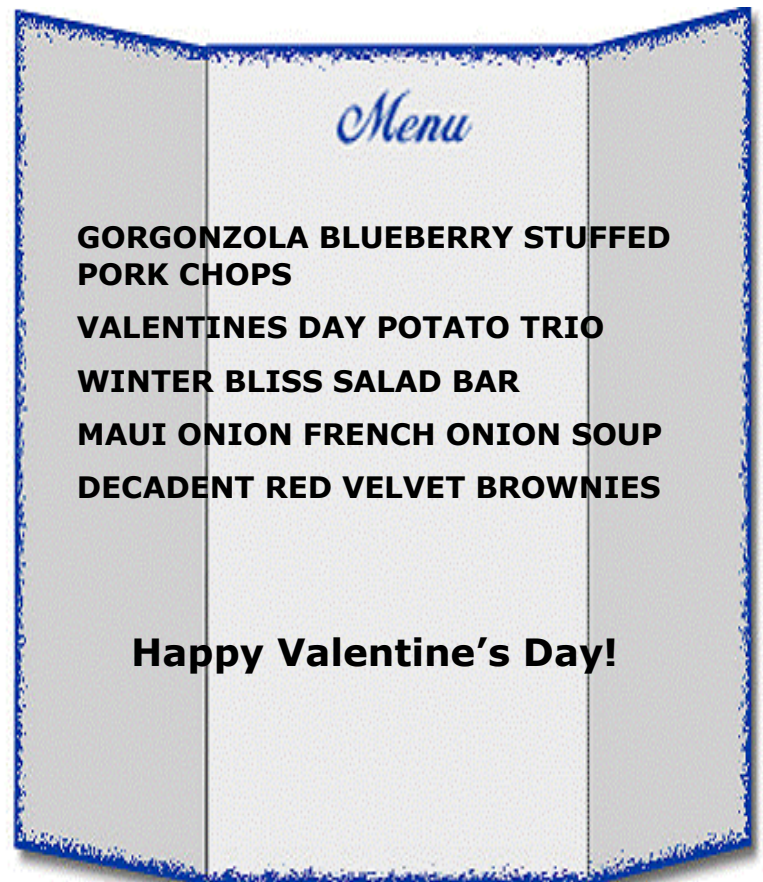 Menu
GORGONZOLA BLUEBERRY STUFFED
PORK CHOPS
VALENTINES DAY POTATO TRIO
WINTER BLISS SALAD BAR
MAUI ONION FRENCH ONION SOUP
DECADENT RED VELVET BROWNIES
Happy Valentine’s Day!